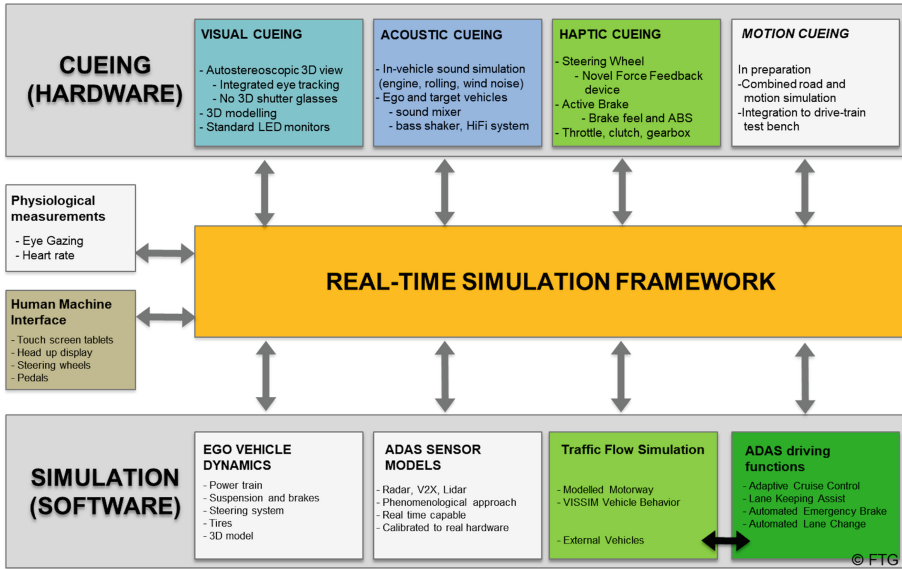 CUEING
(HARDWARE)
VISUAL CUEING
- Autostereoscopic 3D view
- Integrated eye tracking
- No 3D shutter glasses
- 3D modelling
- Standard LED monitors
ACOUSTIC CUEING
- In-vehicle sound simulation
(engine, rolling, wind noise)
- Ego and target vehicles
- sound mixer
- bass shaker, HiFi system
HAPTIC CUEING
- Steering Wheel
- Novel Force Feedback
device
- Active Brake
- Brake feel and ABS
- Throttle, clutch, gearbox
MOTION CUEING
In preparation
-Combined road and
motion simulation
-Integration to drive-train
test bench
Physiological
measurements
- Eye Gazing
- Heart rate
Human Machine
Interface
- Touch screen tablets
- Head up display
- Steering wheels
- Pedals
REAL-TIME SIMULATION FRAMEWORK
SIMULATION
(SOFTWARE)
EGO VEHICLE
DYNAMICS
- Power train
- Suspension and brakes
- Steering system
- Tires
- 3D model
ADAS SENSOR
MODELS
- Radar, V2X, Lidar
- Phenomenological approach
- Real time capable
- Calibrated to real hardware
Traffic Flow Simulation
- Modelled Motorway
- VISSIM Vehicle Behavior
- External Vehicles
ADAS driving
functions
- Adaptive Cruise Control
- Lane Keeping Assist
- Automated Emergency Brake
- Automated Lane Change
© FTG